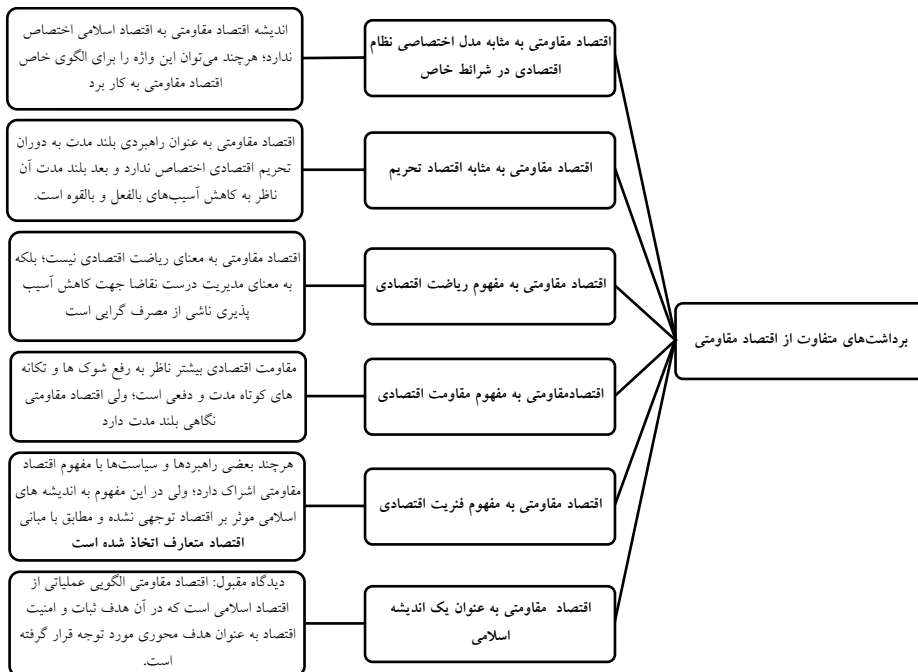 برداشت‌های متفاوت از اقتصاد مقاومتی
اقتصاد مقاومتی به مثابه مدل اختصاصی نظام
اقتصادی در شرائط خاص
اندیشه اقتصاد مقاومتی به اقتصاد اسلامی اختصاص
ندارد؛ هرچند می‌توان این واژه را برای الگوی خاص
اقتصاد مقاومتی به کار برد
اقتصاد مقاومتی به مثابه اقتصاد تحریم
اقتصاد مقاومتی به عنوان راهبردی بلند مدت به دوران
تحریم اقتصادی اختصاص ندارد و بعد بلند مدت آن
ناظر به کاهش آسیب‌های بالفعل و بالقوه است.
اقتصاد مقاومتی به مفهوم ریاضت اقتصادی
اقتصاد مقاومتی به معنای ریاضت اقتصادی نیست؛ بلکه
به معنای مدیریت درست تقاضا جهت کاهش آسیب
پذیری ناشی از مصرف گرایی است
اقتصادمقاومتی به مفهوم مقاومت اقتصادی
مقاومت اقتصادی بیشتر ناظر به رفع شوک ها و تکانه
های کوتاه مدت و دفعی است؛ ولی اقتصاد مقاومتی
نگاهی بلند مدت دارد
اقتصاد مقاومتی به مفهوم فنریت اقتصادی
هرچند بعضی راهبردها و سیاست‌ها با مفهوم اقتصاد
مقاومتی اشراک دارد؛ ولی در این مفهوم به اندیشه های
اسلامی موثر بر اقتصاد توجهی نشده و مطابق با مبانی
اقتصاد متعارف اتخاذ شده است
اقتصاد مقاومتی به عنوان یک اندیشه
اسلامی
دیدگاه مقبول: اقتصاد مقاومتی الگویی عملیاتی از
اقتصاد اسلامی است که در آن هدف ثبات و امنیت
اقتصاد به عنوان هدف محوری مورد توجه قرار گرفته
است.